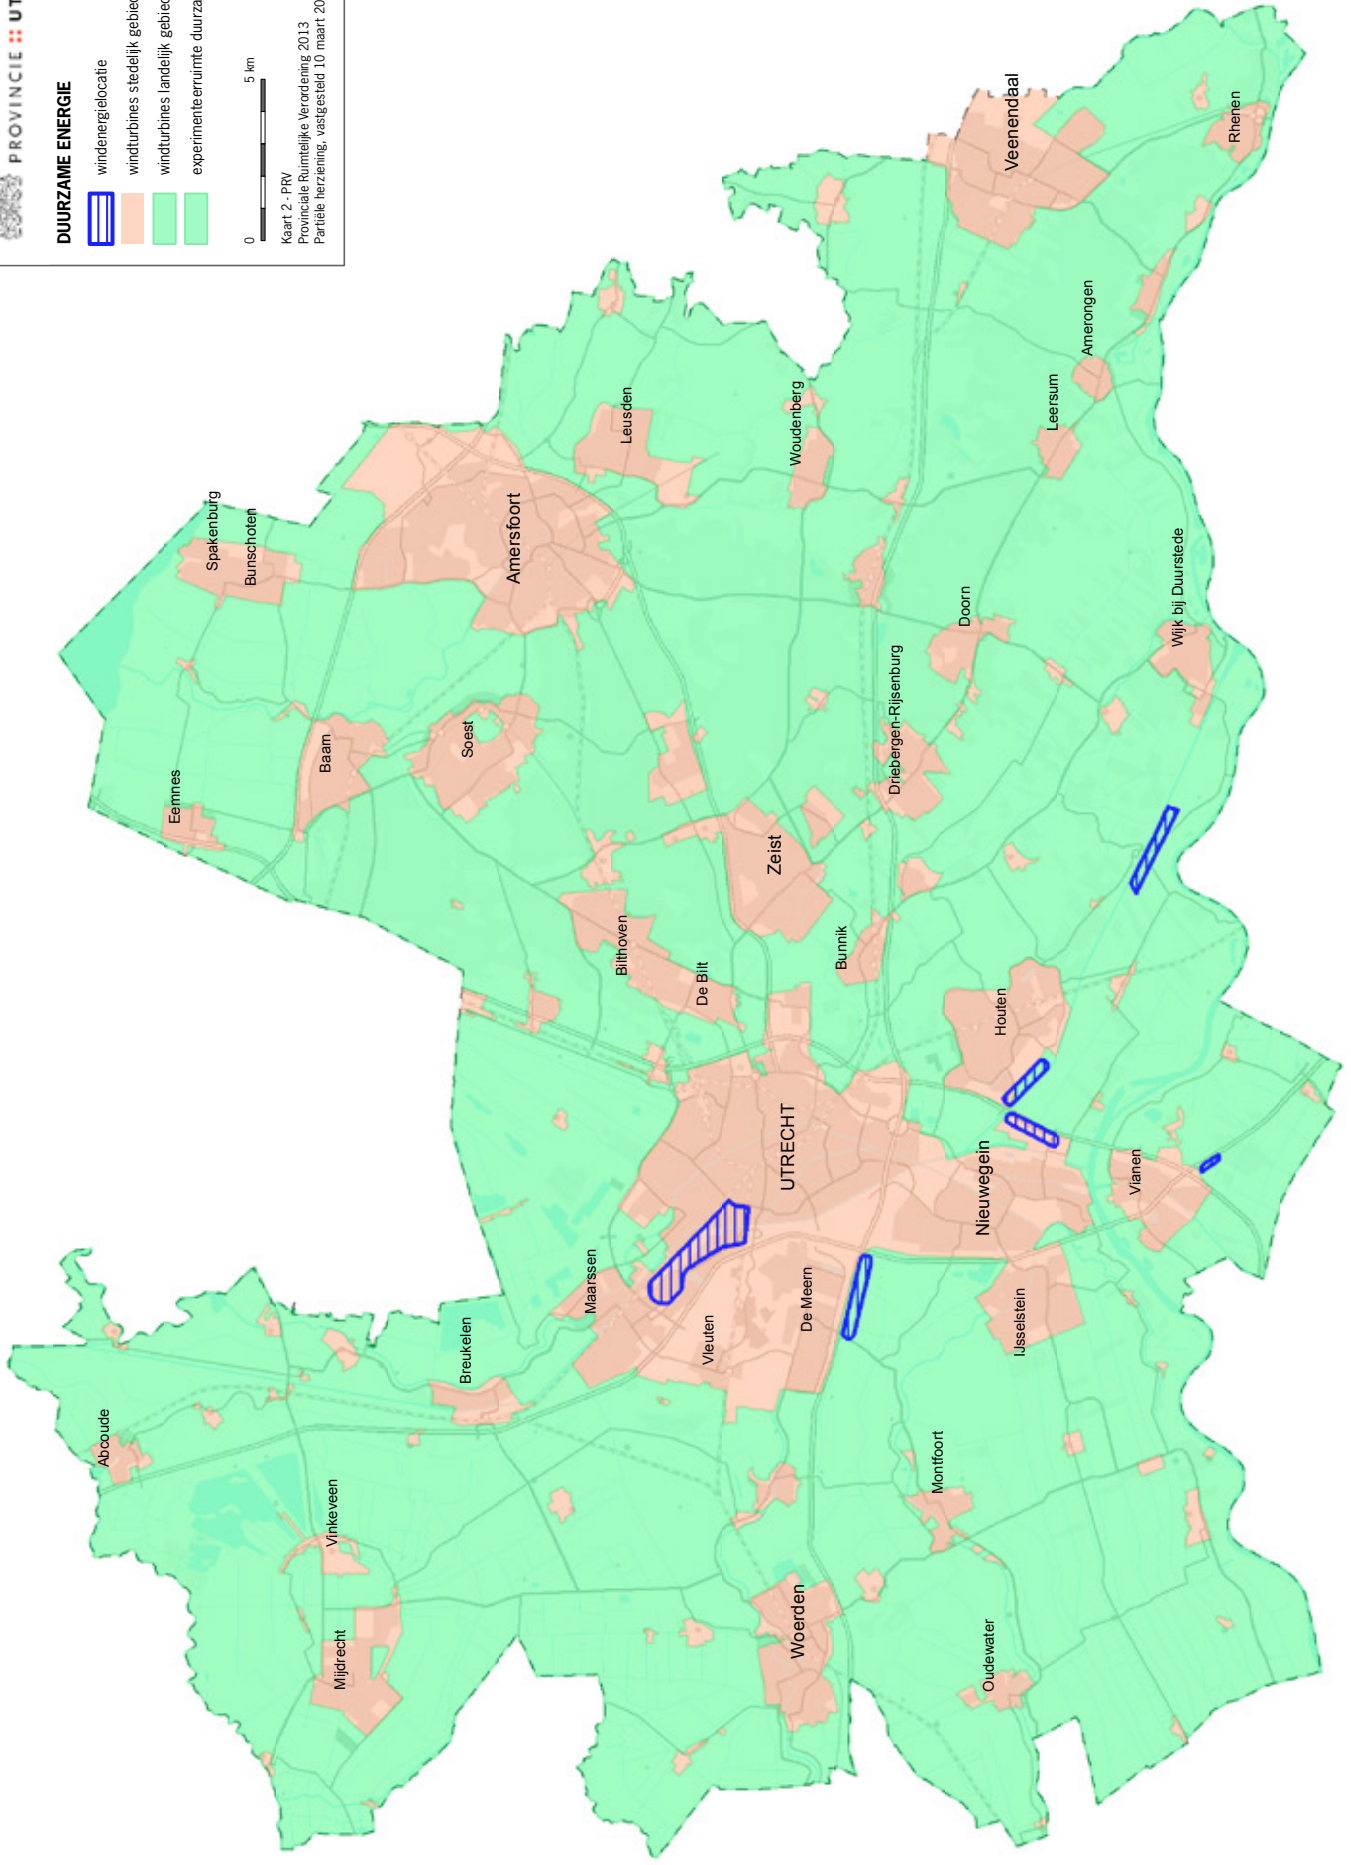 PROVINCIE :: UT
DUURZAME ENERGIE
windenergielocatie
windturbines stedelijk gebied
windturbines landelijk gebied
experimenteerruimte duurza
0 5 km
Kaart 2 - PRV
Provinciale Ruimtelijke Verordening 2013
Partiële herziening, vastgesteld 10 maart 20
Abcoude
Vinkeveen
Mijdrecht
Breukelen
Maarssen
Vleuten
De Meern
Woerden
Montfoort
Oudewater
IJsselstein
Nieuwegein
UTRECHT
Vianen
Houten
Bunnik
De Bilt
Bilthoven
Zeist
Driebergen-Rijsenburg
Doorn
Wijk bij Duurstede
Eemnes
Baarn
Soest
Spakenburg
Bunschoten
Amersfoort
Leusden
Woudenberg
Leersum
Amerongen
Veenendaal
Rhenen